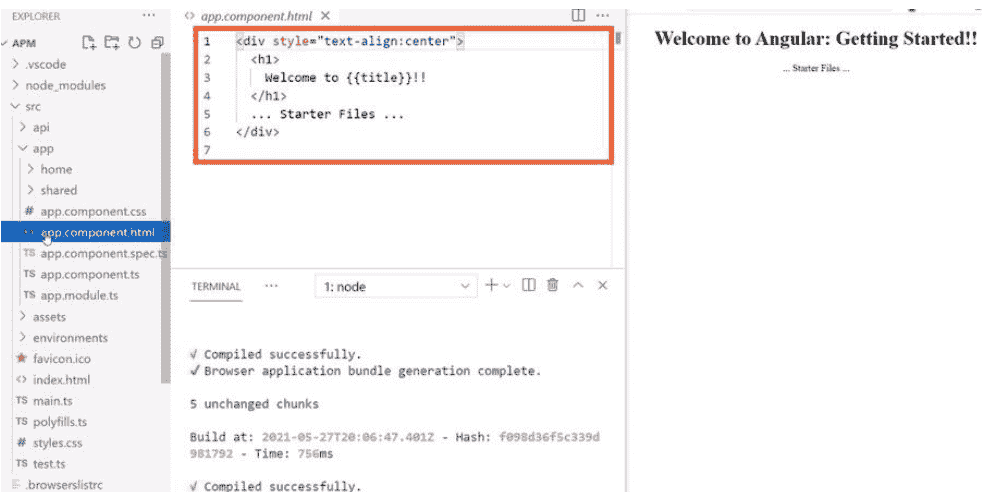 EXPLORER
APM
.vscode
node_modules
src
api
app
home
shared
# app.component.css
<> app.component.html
TS app.component.spec.ts
TS app.component.ts
TS app.module.ts
assets
environments
favicon.ico
<> index.html
TS main.ts
TS polyfills.ts
# styles.css
TS test.ts
.browserslistrc
<> app.component.html
1 <div style="text-align:center">
2 <h1>
3 Welcome to {{title}}!!
4 </h1>
5 ... Starter Files ...
6 </div>
7
TERMINAL ... 1: node
√ Compiled successfully.
✓ Browser application bundle generation complete.
5 unchanged chunks
Build at: 2021-05-27T20:06:47.401Z - Hash: f098d36f5c339d
981792 - Time: 756ms
√ Compiled successfully.
Welcome to Angular: Getting Started!!
... Starter Files ...